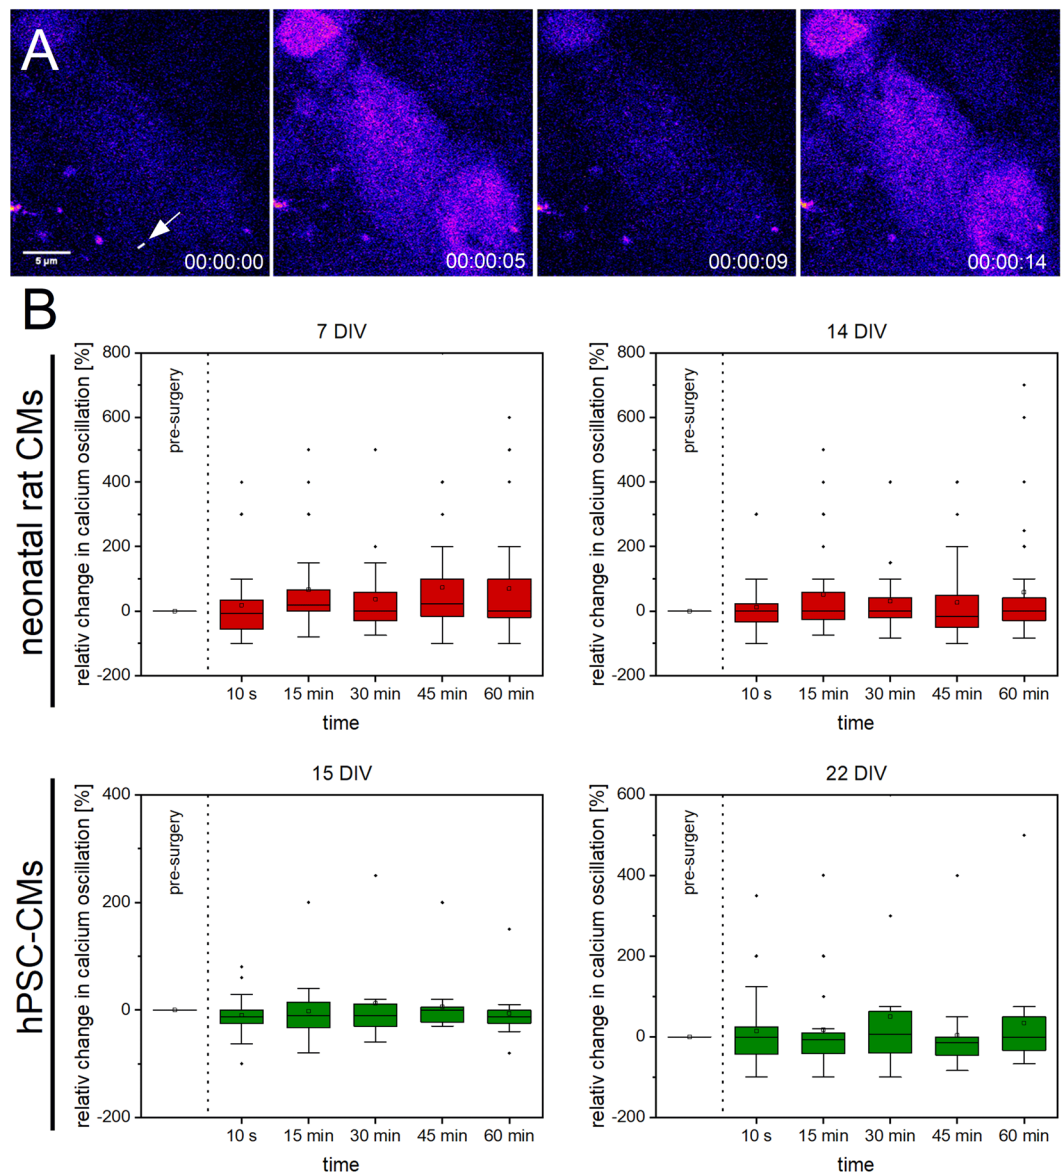 A
5 µm
00:00:00
00:00:05
00:00:09
00:00:14
B
neonatal rat CMs
7 DIV
relativ change in calcium oscillation [%]
800
600
400
200
0
-200
pre-surgery
10 s 15 min 30 min 45 min 60 min
time
14 DIV
relativ change in calcium oscillation [%]
800
600
400
200
0
-200
pre-surgery
10 s 15 min 30 min 45 min 60 min
time
hPSC-CMs
15 DIV
relativ change in calcium oscillation [%]
400
200
0
-200
pre-surgery
10 s 15 min 30 min 45 min 60 min
time
22 DIV
relativ change in calcium oscillation [%]
600
400
200
0
-200
pre-surgery
10 s 15 min 30 min 45 min 60 min
time